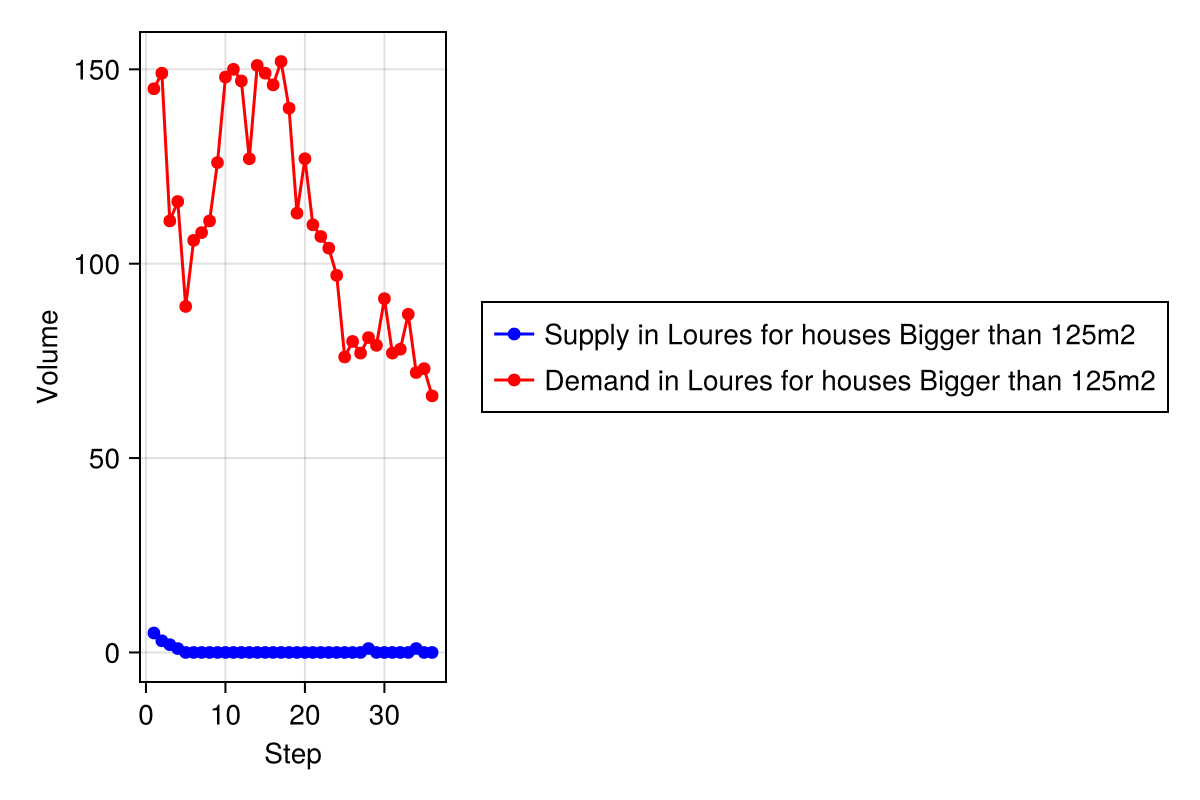 150
100
50
0
Volume
0 10 20 30
Step
Supply in Loures for houses Bigger than 125m2
Demand in Loures for houses Bigger than 125m2